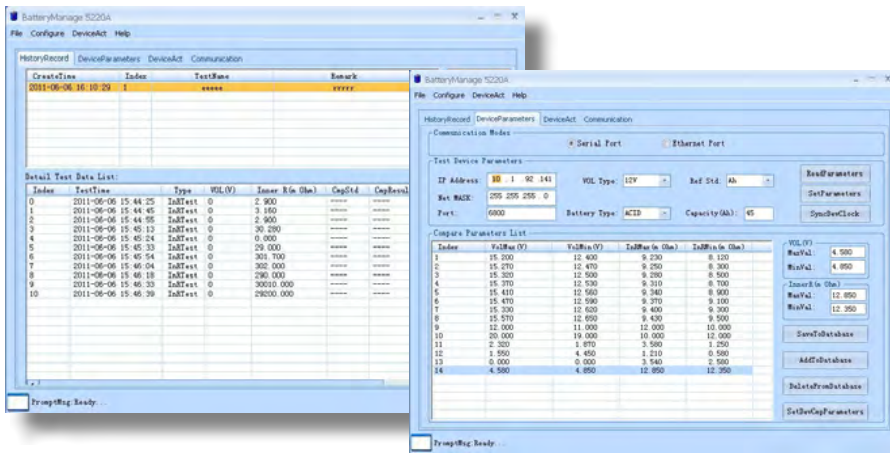 BatteryManage 5220A
File Configure DeviceAct Help
HistoryRecord DeviceParameters DeviceAct Communication
CreateTime Index TestName Remark
2011-06-06 16:10:29 1 ***** rrrrr
Detail Test Data List:
Index TestTime Type VOL(V) Inner R(m Ohm) CapStd CapResul
0 2011-06-06 15:44:25 InRTest 0 2.900 ---- ----
1 2011-06-06 15:44:45 InRTest 0 3.160 ---- ----
2 2011-06-06 15:44:55 InRTest 0 2.900 ---- ----
3 2011-06-06 15:45:13 InRTest 0 30.280 ---- ----
4 2011-06-06 15:45:24 InRTest 0 0.000 ---- ----
5 2011-06-06 15:45:33 InRTest 0 29.000 ---- ----
6 2011-06-06 15:45:54 InRTest 0 301.700 ---- ----
7 2011-06-06 15:46:04 InRTest 0 302.000 ---- ----
8 2011-06-06 15:46:18 InRTest 0 290.000 ---- ----
9 2011-06-06 15:46:33 InRTest 0 30010.000 ---- ----
10 2011-06-06 15:46:39 InRTest 0 29200.000 ---- ----
PromptMsg:Ready...
BatteryManage 5220A
File Configure DeviceAct Help
HistoryRecord DeviceParameters DeviceAct Communication
Communication Modes
Serial Port Ethernet Port
Test Device Parameters
IP Address: 10 .1 .92 .141 VOL Type: 12V Ref Std. Ah ReadParameters
Net MASK: 255.255.255.0 SetParameters
Port: 6000 Battery Type: ACID Capacity(Ah): 45 SyncDevClock
Compare Parameters List
Index VolMax(V) VolMin(V) InRMax(m Ohm) InRMin(m Ohm)
1 15.200 12.400 9.230 8.120
2 15.270 12.470 9.250 8.300
3 15.320 12.500 9.280 8.500
4 15.370 12.530 9.310 8.700
5 15.410 12.560 9.340 8.900
6 15.470 12.590 9.370 9.100
7 15.330 12.620 9.400 9.300
8 15.570 12.650 9.430 9.500
9 12.000 11.000 12.000 10.000
10 20.000 19.000 10.000 12.000
11 2.320 1.870 3.580 1.250
12 1.550 4.450 1.210 0.580
13 0.000 0.000 3.540 2.580
14 4.580 4.850 12.850 12.350
VOL(V)
MaxVal: 4.580
MinVal: 4.850
InnerR(m Ohm)
MaxVal: 12.850
MinVal: 12.350
SaveToDatabase
AddToDatabase
DeleteFromDatabase
SetDevCmpParameters
PromptMsg:Ready...